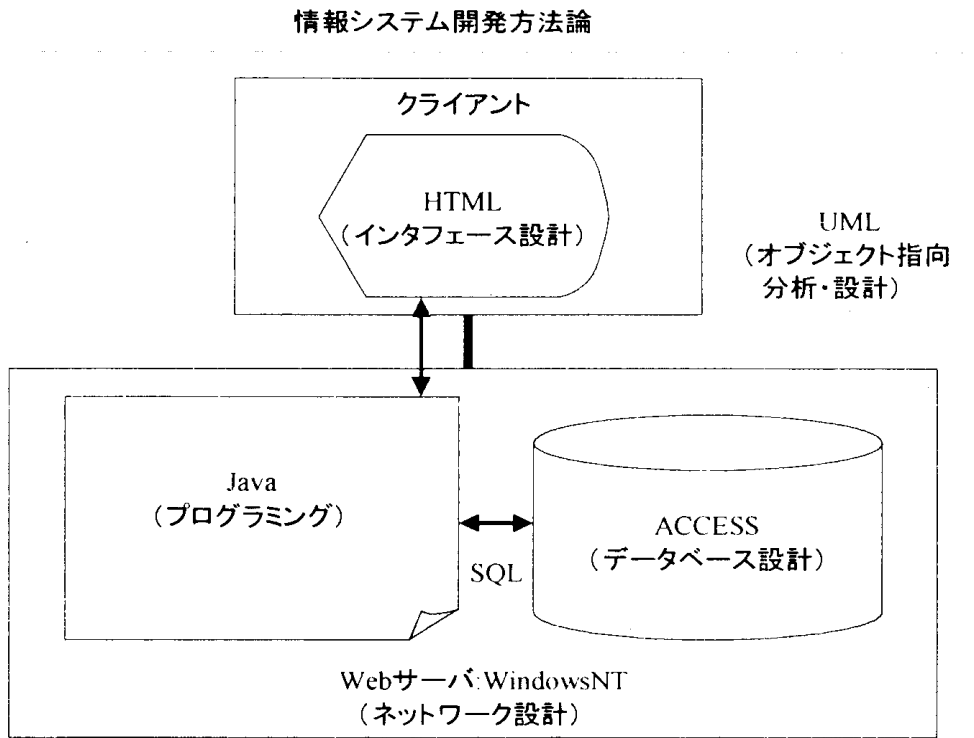 情報システム開発方法論
クライアント
HTML
（インタフェース設計）
UML
（オブジェクト指向
分析・設計）
Java
（プログラミング）
SQL
ACCESS
（データベース設計）
Webサーバ:WindowsNT
（ネットワーク設計）